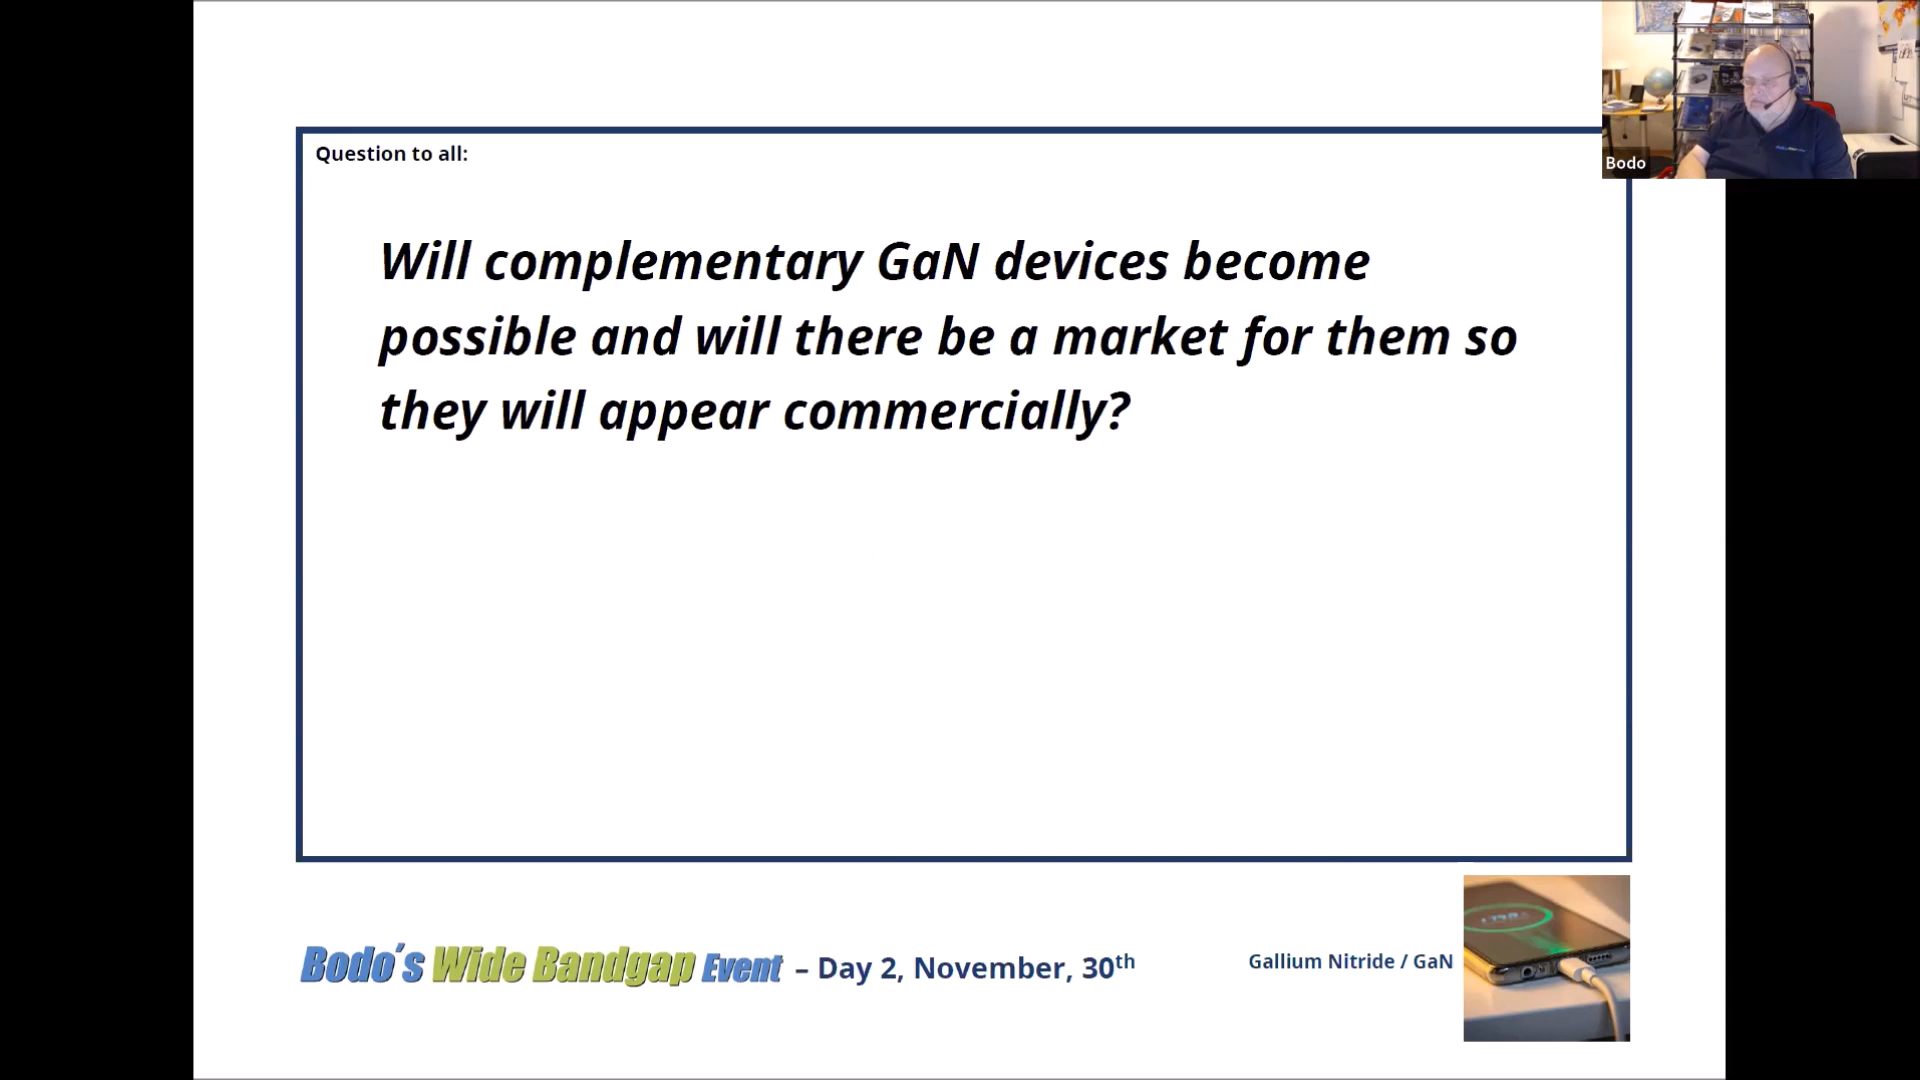 Question to all:
Bodo
Will complementary GaN devices become
possible and will there be a market for them so
they will appear commercially?
Bodo´s Wide Bandgap Event – Day 2, November, 30th
Gallium Nitride / GaN